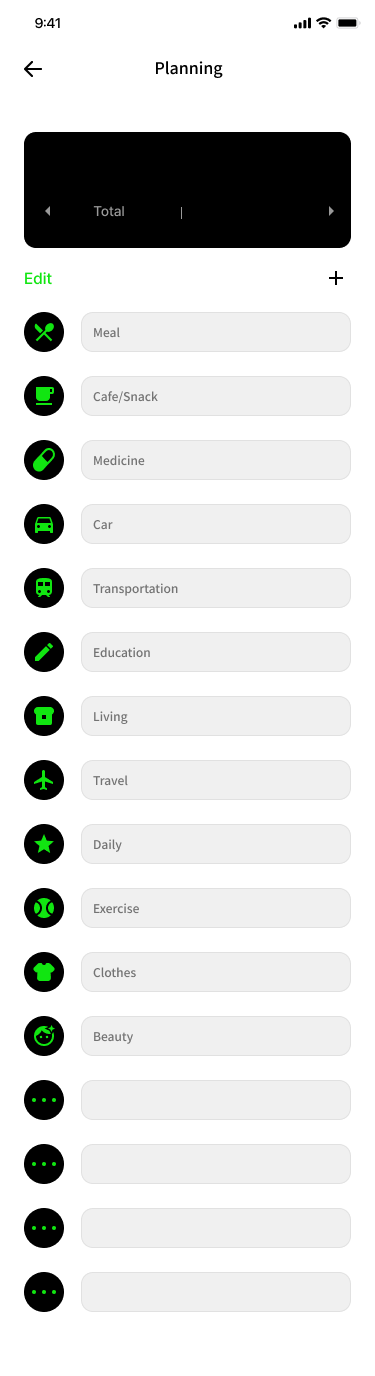 9:41
Planning
Total
Edit
Meal
Cafe/Snack
Medicine
Car
Transportation
Education
Living
Travel
Daily
Exercise
Clothes
Beauty